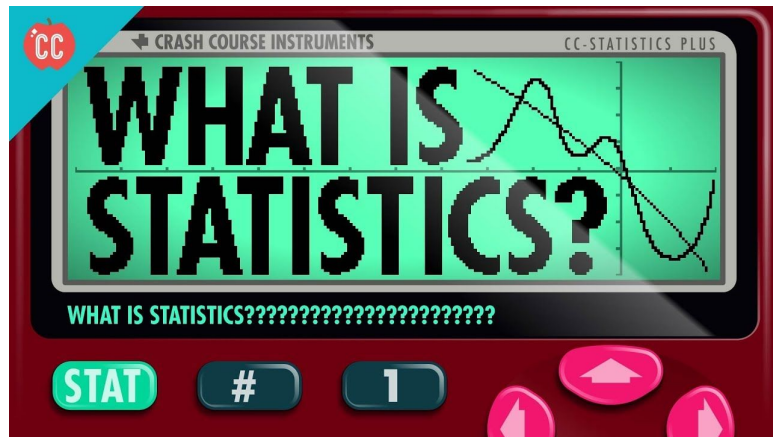 CC
CRASH COURSE INSTRUMENTS
CC-STATISTICS PLUS
WHAT IS
STATISTICS?
WHAT IS STATISTICS???????????????????????
STAT
#
1